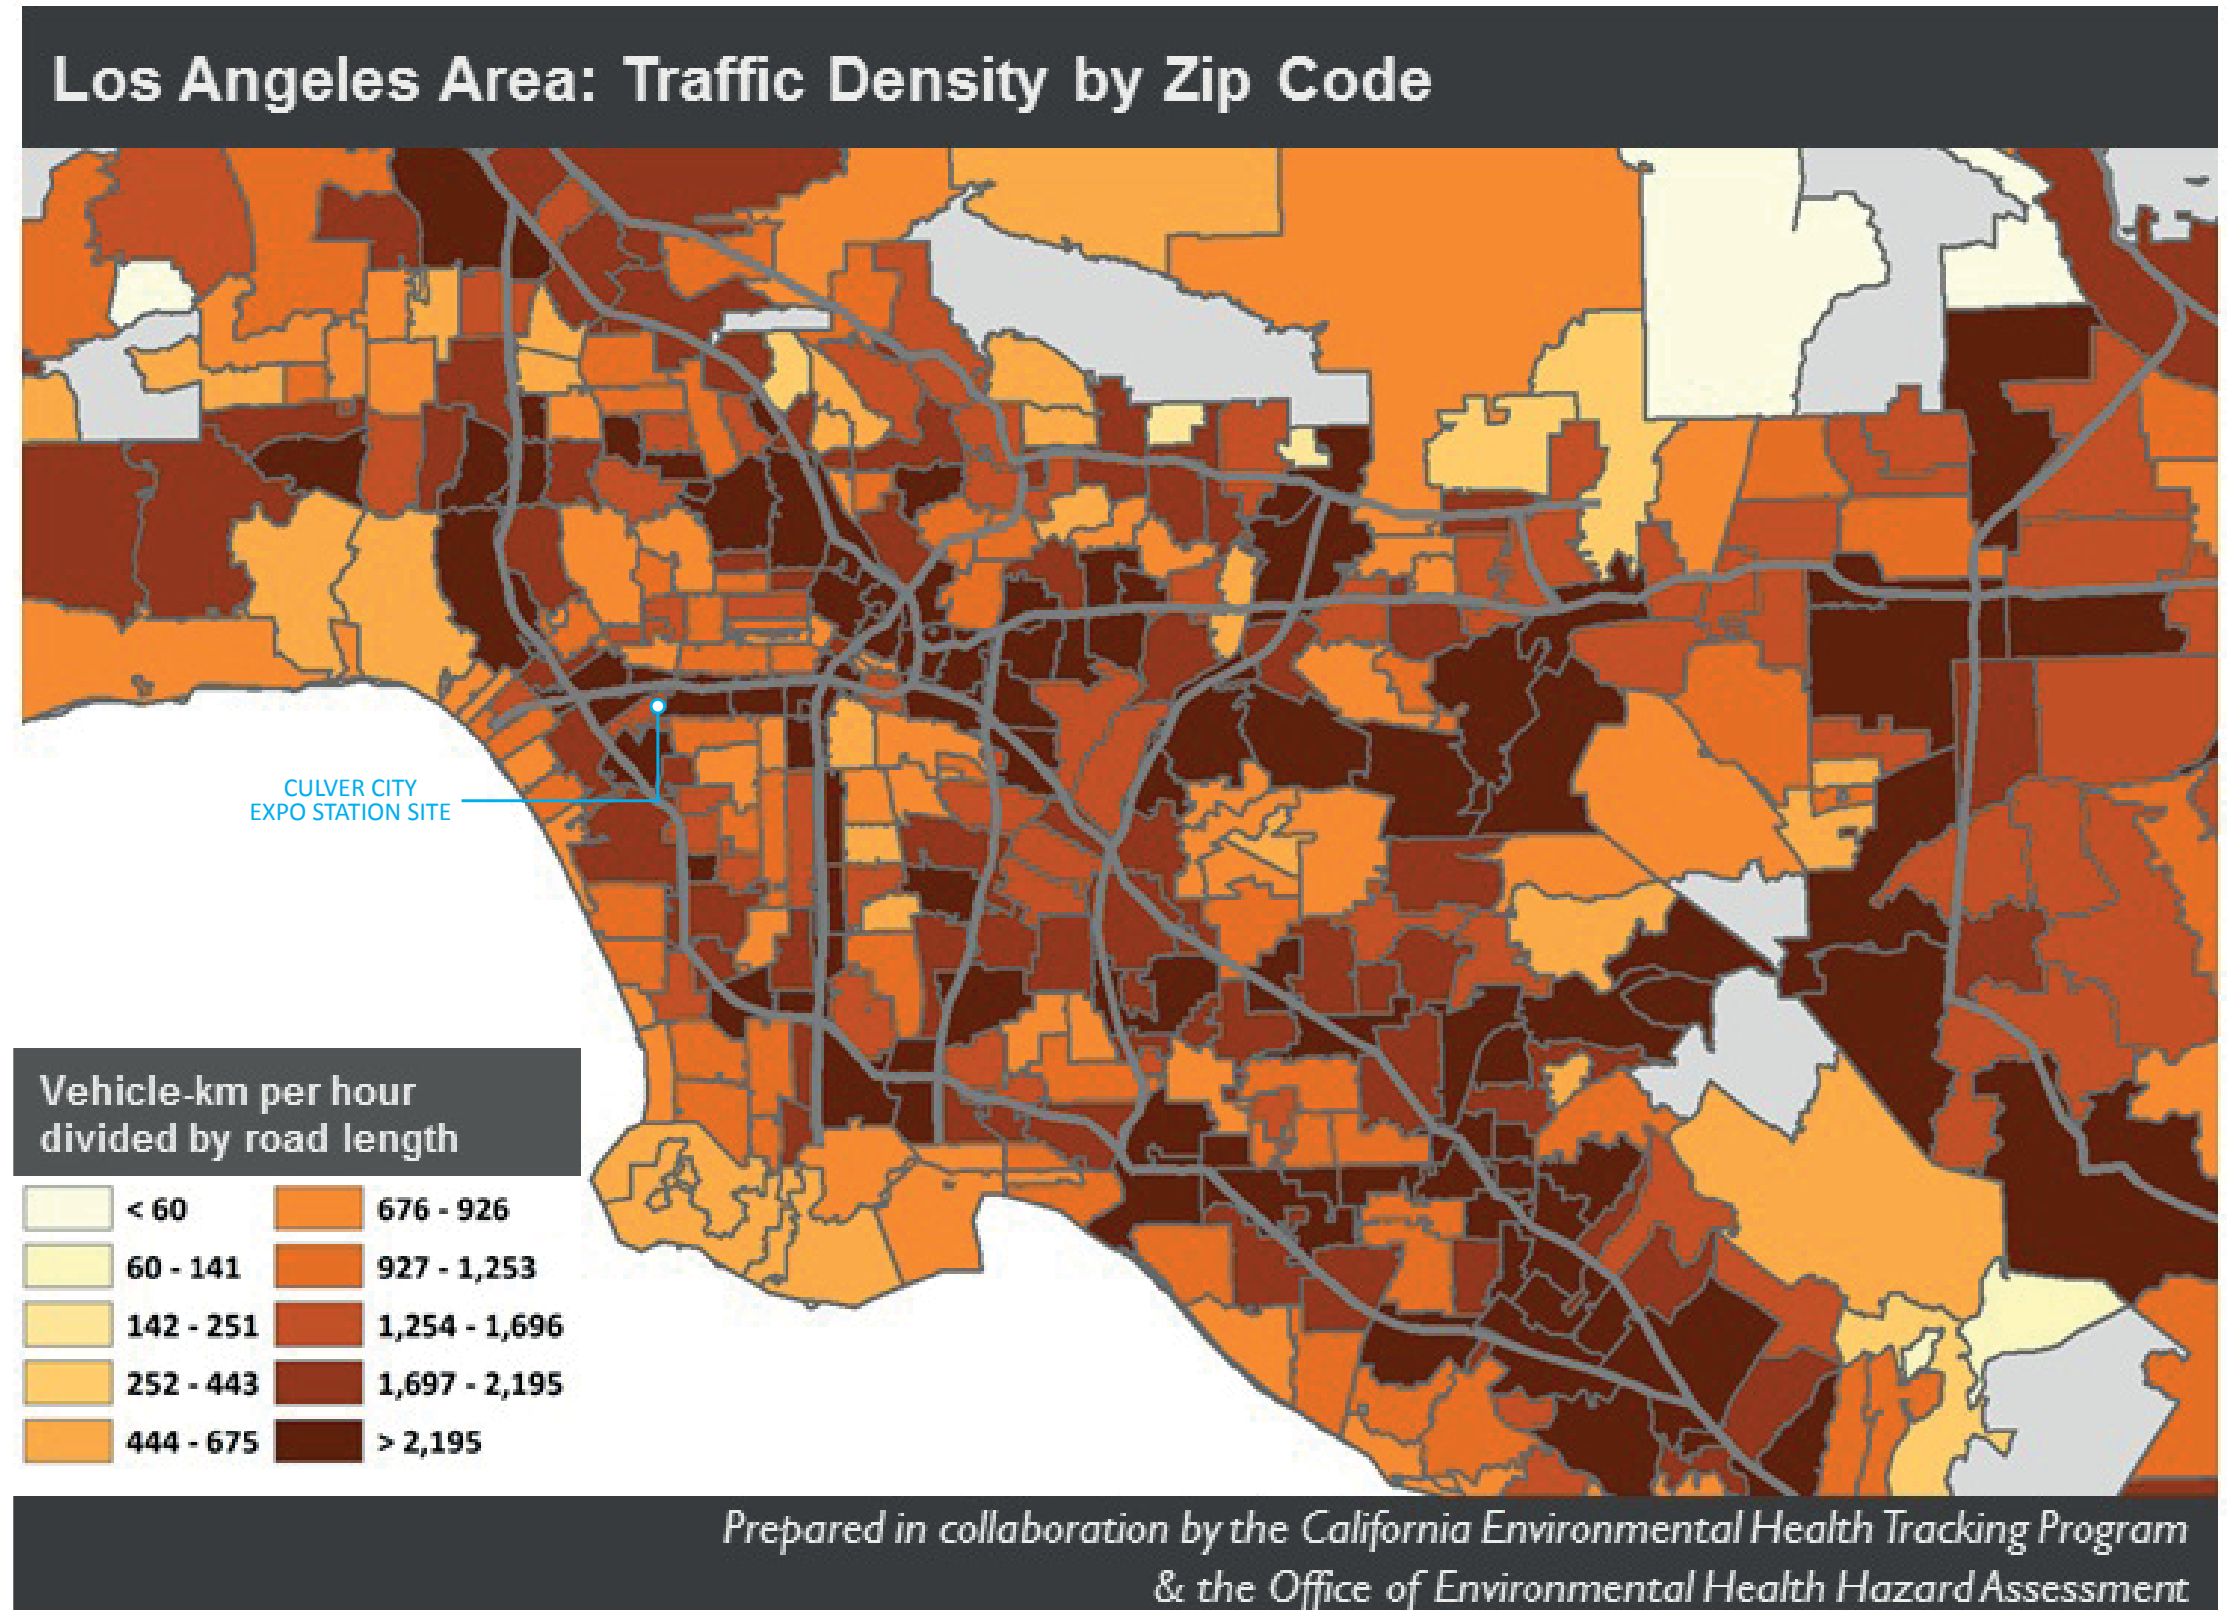 Los Angeles Area: Traffic Density by Zip Code
CULVER CITY
EXPO STATION SITE
Vehicle-km per hour
divided by road length
< 60
60 - 141
142 - 251
252 - 443
444 - 675
676 - 926
927 - 1,253
1,254 - 1,696
1,697 - 2,195
> 2,195
Prepared in collaboration by the California Environmental Health Tracking Program
& the Office of Environmental Health Hazard Assessment